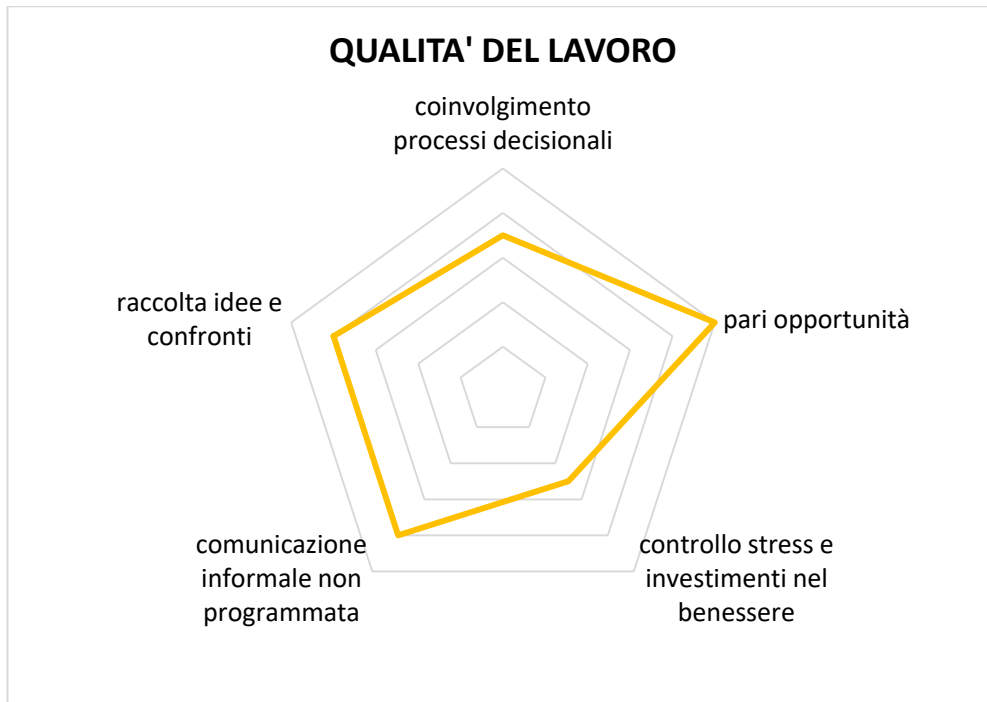 QUALITA' DEL LAVORO
coinvolgimento
processi decisionali
pari opportunità
controllo stress e
investimenti nel
benessere
comunicazione
informale non
programmata
raccolta idee e
confronti